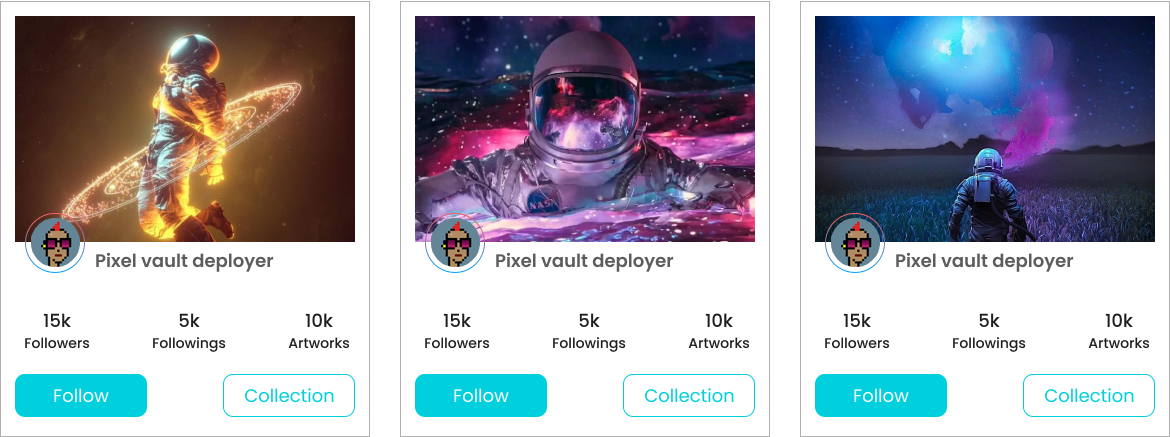 NASA
Pixel vault deployer
Pixel vault deployer
Pixel vault deployer
15k
5k
10k
15k
5k
10k
15k
5k
10k
Followers
Followings
Artworks
Followers
Followings
Artworks
Followers
Followings
Artworks
Follow
Collection
Follow
Collection
Follow
Collection